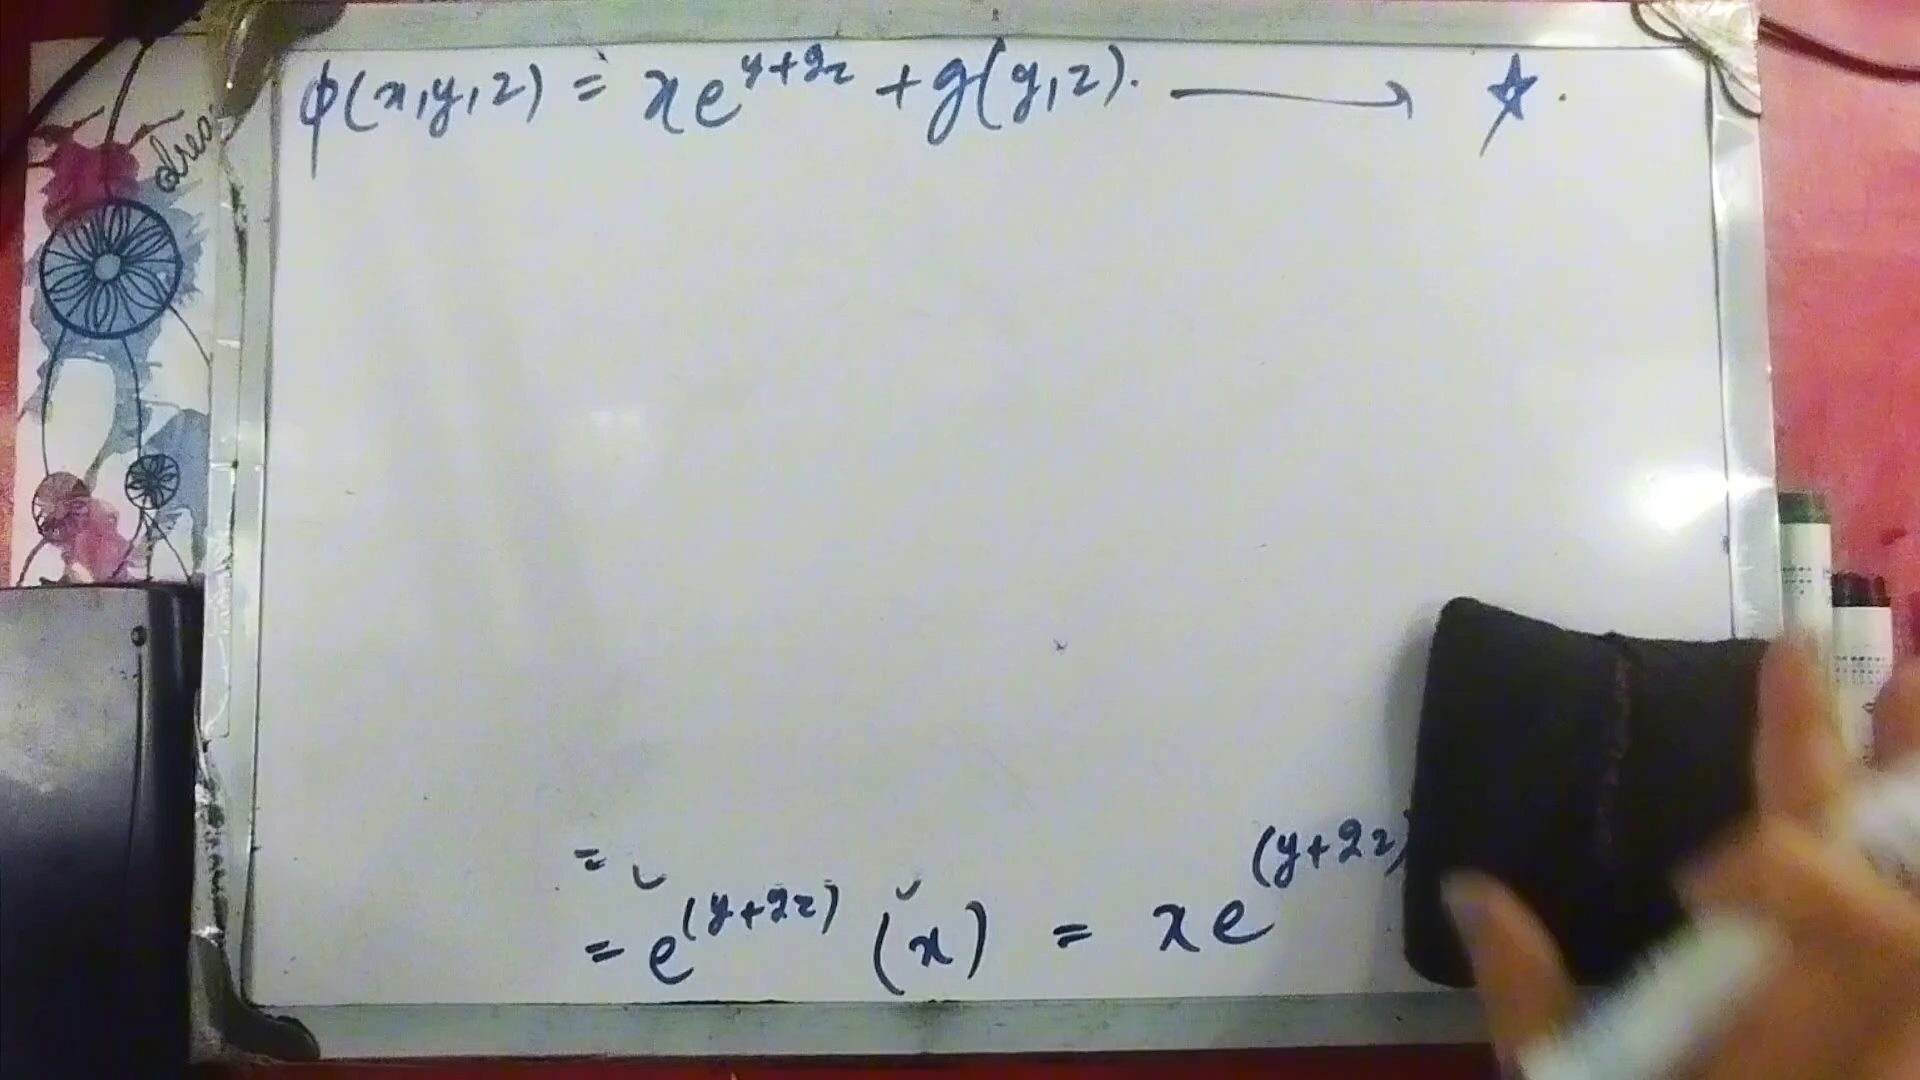 ϕ(x,y,z) = xe^{y+2z} + g(y,z). ⟶ ☆.
=
= e^{(y+2z)} (x) = xe^{(y+2z)}